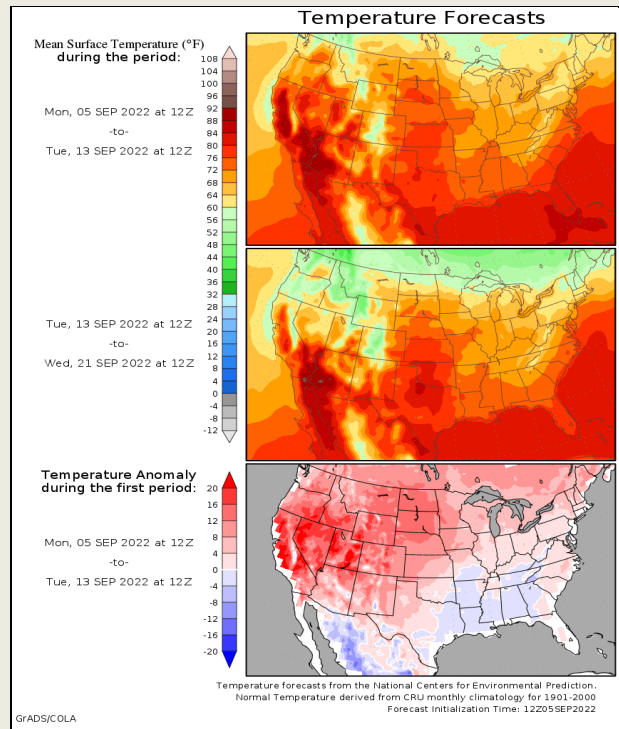 Temperature Forecasts
Mean Surface Temperature (°F)
during the period:
108
104
100
96
92
88
84
80
76
72
68
64
60
56
52
48
44
40
36
32
28
24
20
16
12
8
4
0
-4
-8
-12
Mon, 05 SEP 2022 at 12Z
-to-
Tue, 13 SEP 2022 at 12Z
Tue, 13 SEP 2022 at 12Z
-to-
Wed, 21 SEP 2022 at 12Z
Temperature Anomaly
during the first period:
20
16
12
8
4
0
-4
-8
-12
-16
-20
Mon, 05 SEP 2022 at 12Z
-to-
Tue, 13 SEP 2022 at 12Z
Temperature forecasts from the National Centers for Environmental Prediction.
Normal Temperature derived from CRU monthly climatology for 1901-2000
Forecast Initialization Time: 12Z05SEP2022
GrADS/COLA